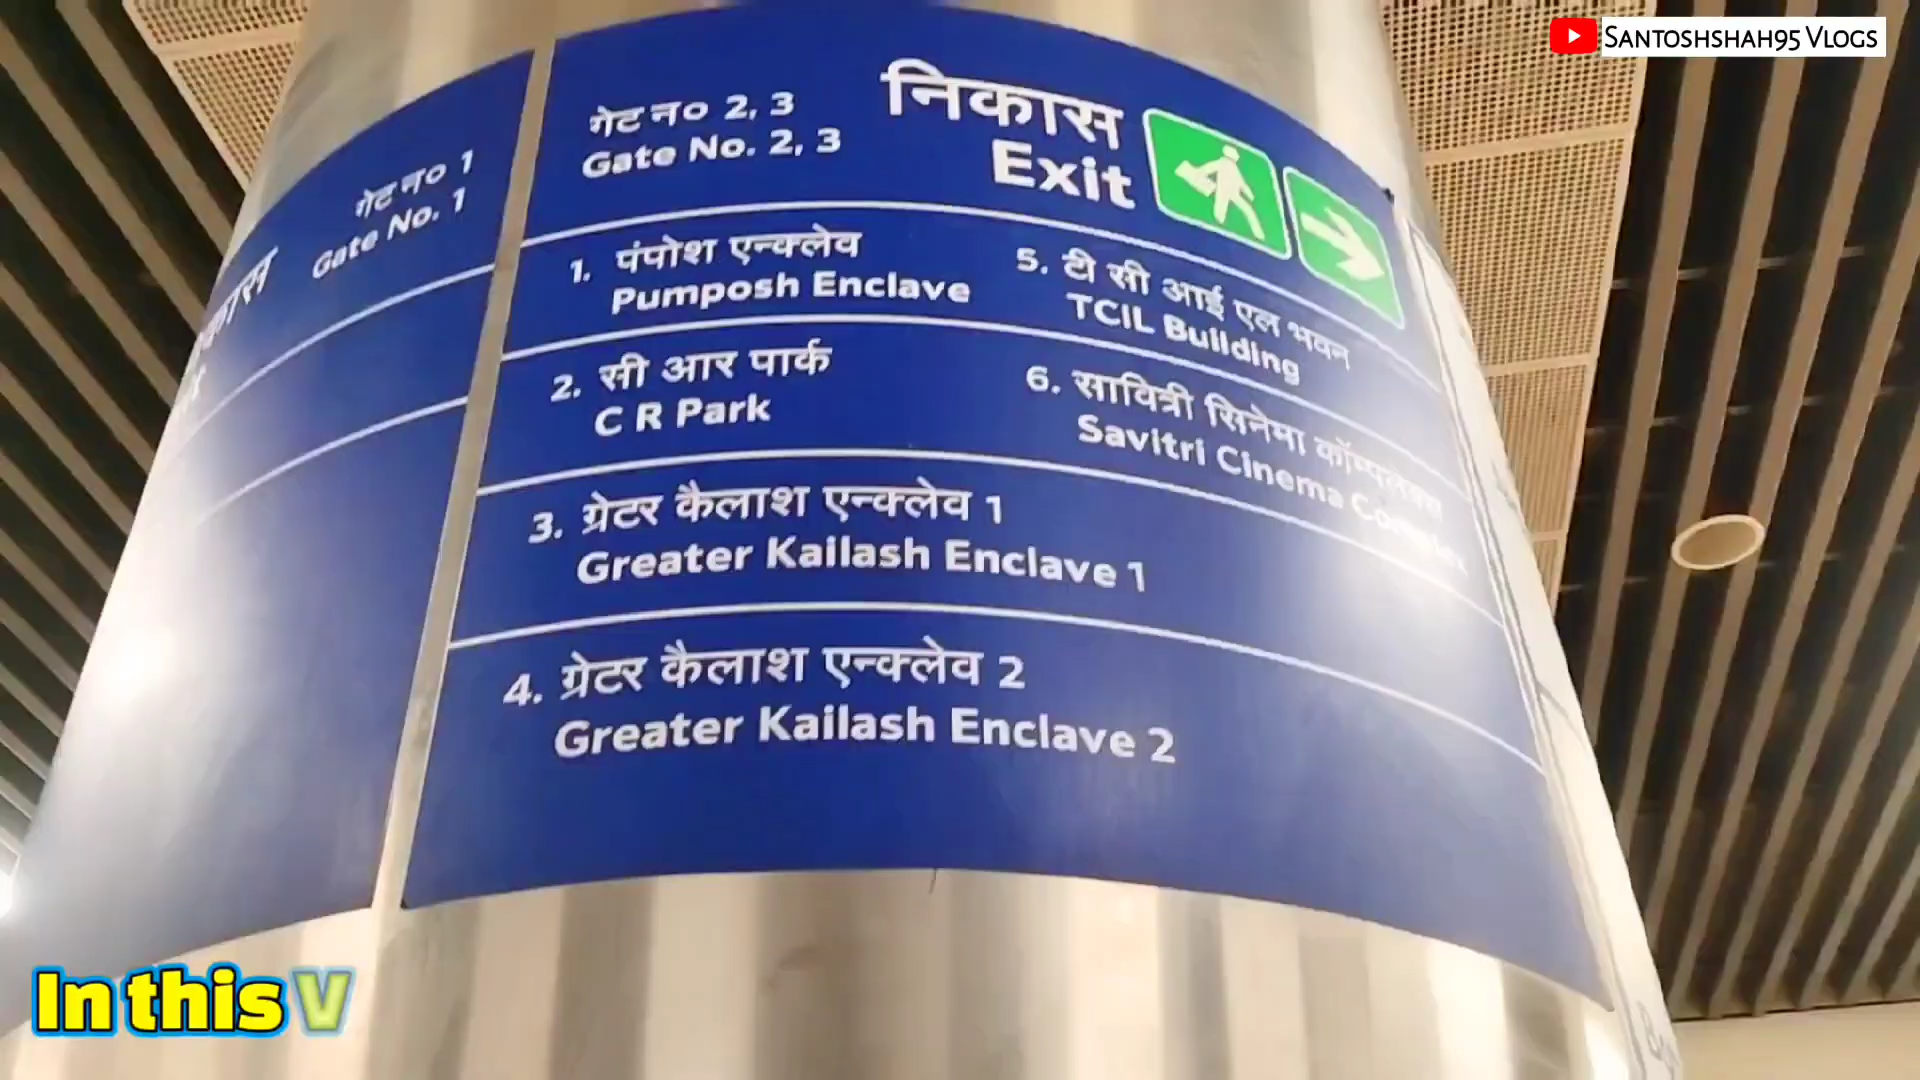 Santoshshah95 Vlogs
गेट न० 1
Gate No. 1
गेट न० 2, 3
Gate No. 2, 3
निकास
Exit
1. पंपोश एन्क्लेव
Pumposh Enclave
2. सी आर पार्क
C R Park
3. ग्रेटर कैलाश एन्क्लेव 1
Greater Kailash Enclave 1
4. ग्रेटर कैलाश एन्क्लेव 2
Greater Kailash Enclave 2
5. टी सी आई एल भवन
TCIL Building
6. सावित्री सिनेमा
Savitri Cinema Complex
In this V